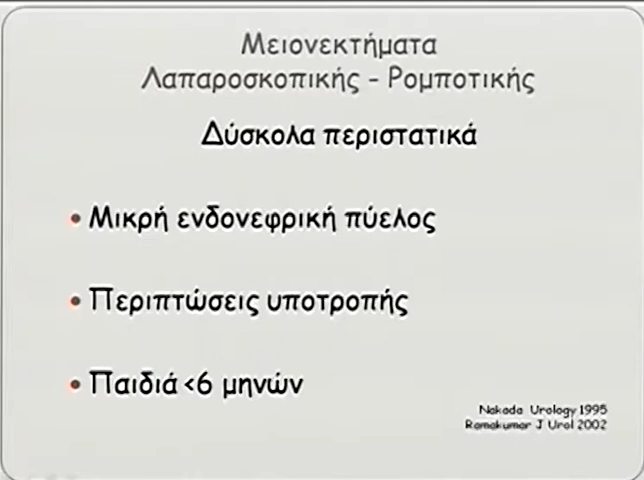 Μειονεκτήματα
Λαπαροσκοπικής - Ρομποτικής
Δύσκολα περιστατικά
• Μικρή ενδονεφρική πύελος
• Περιπτώσεις υποτροπής
• Παιδιά <6 μηνών
Nakada Urology 1995
Ramakumar J Urol 2002